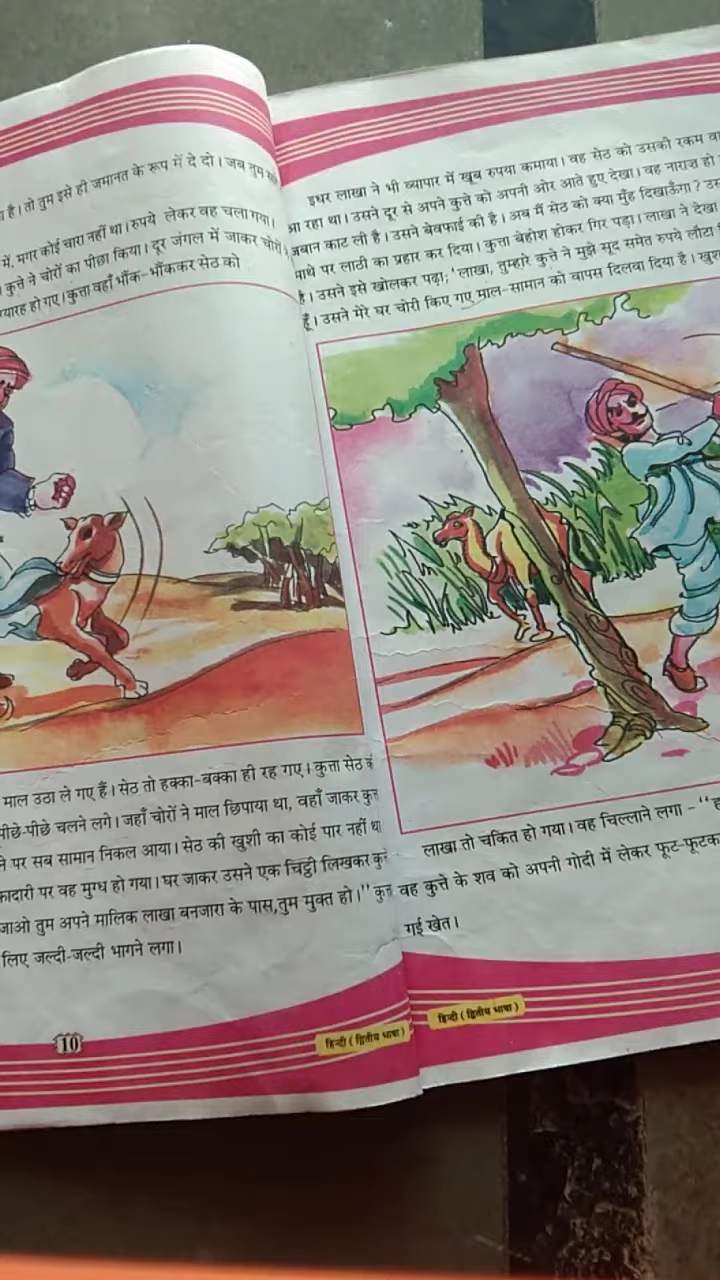 है। तो तुम इसे ही जमानत के रूप में दे दो। जब तुम
में, मगर कोई चारा नहीं था। रुपये लेकर वह चला गया।
कुत्ते ने चोरों का पीछा किया। दूर जंगल में जाकर चोरों
ग्यारह हो गए। कुत्ता वहाँ भौंक-भौंककर सेठ को
माल उठा ले गए हैं। सेठ तो हक्का-बक्का ही रह गए। कुत्ता सेठ
पीछे-पीछे चलने लगे। जहाँ चोरों ने माल छिपाया था, वहाँ जाकर
ने पर सब सामान निकल आया। सेठ की खुशी का कोई पार नहीं था
कादारी पर वह मुग्ध हो गया। घर जाकर उसने एक चिट्ठी लिखकर
जाओ तुम अपने मालिक लाखा बनजारा के पास, तुम मुक्त हो।"
लिए जल्दी-जल्दी भागने लगा।
10
हिन्दी ( द्वितीय भाषा )
इधर लाखा ने भी व्यापार में खूब रुपया कमाया। वह सेठ को उसकी रकम
आ रहा था। उसने दूर से अपने कुत्ते को अपनी ओर आते हुए देखा। वह नाराज हो
जबान काट ली है। उसने बेवफाई की है। अब मैं सेठ को क्या मुँह दिखाऊँगा?
माथे पर लाठी का प्रहार कर दिया। कुत्ता बेहोश होकर गिर पड़ा। लाखा ने देखा
है। उसने इसे खोलकर पढ़ा; 'लाखा, तुम्हारे कुत्ते ने मुझे सूद समेत रुपये लौटा
हूँ। उसने मेरे घर चोरी किए गए माल-सामान को वापस दिलवा दिया है।
लाखा तो चकित हो गया। वह चिल्लाने लगा - "
वह कुत्ते के शव को अपनी गोदी में लेकर फूट-फूटक
गई खेत।
हिन्दी ( द्वितीय भाषा )